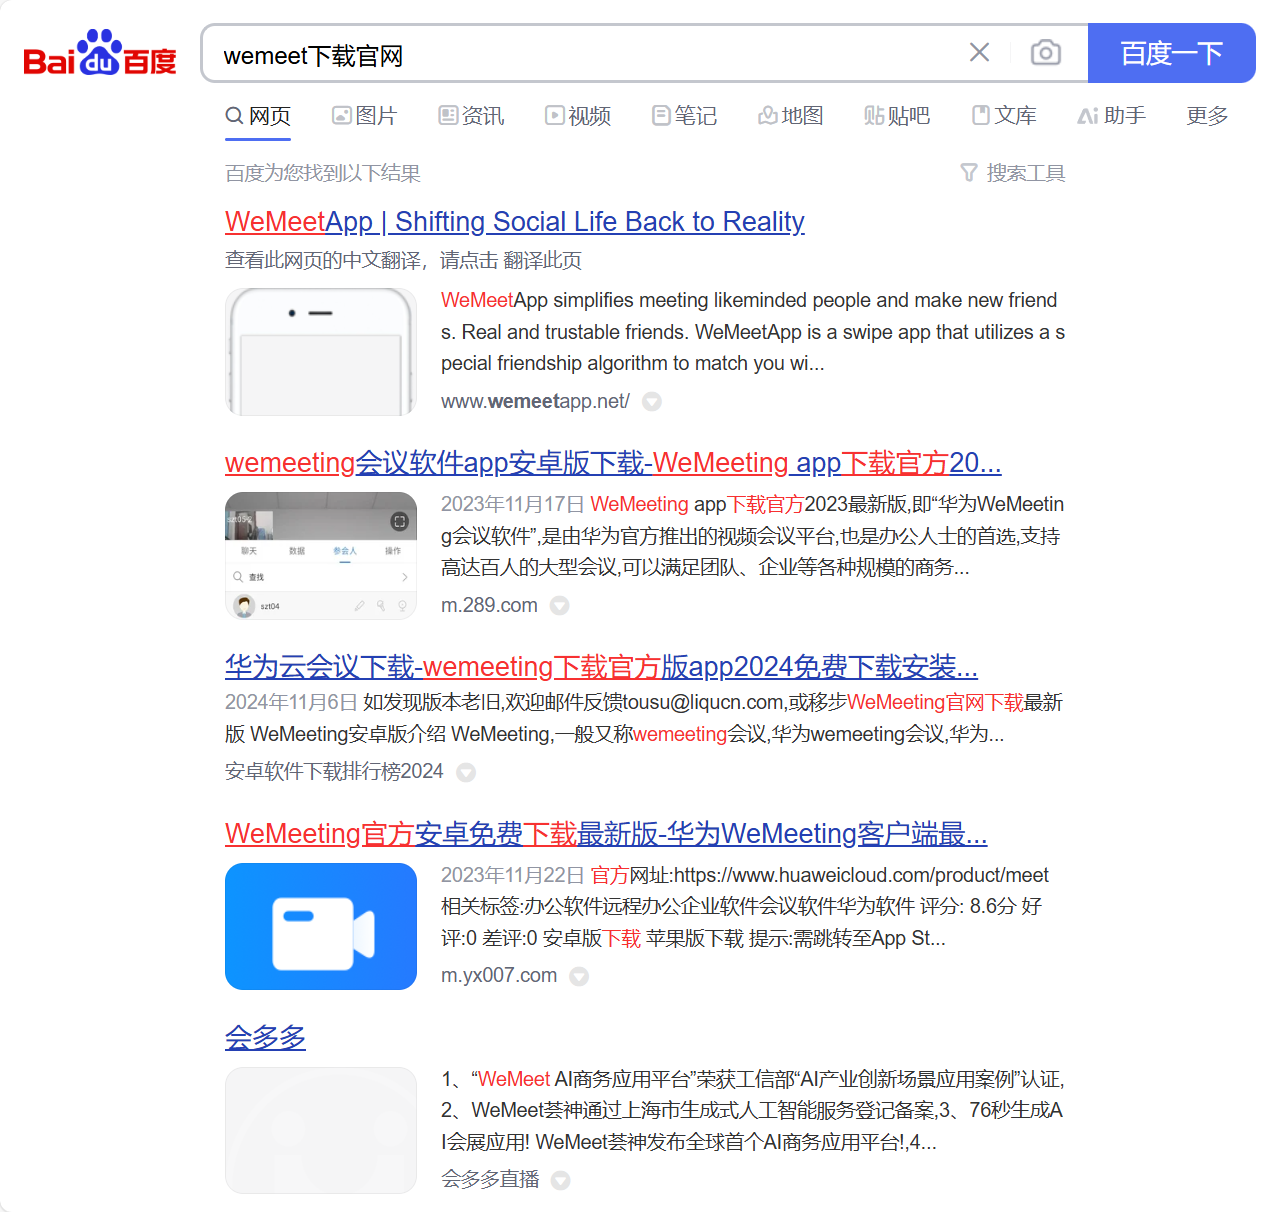 Bai du 百度
wemeet下载官网
百度一下
网页 图片 资讯 视频 笔记 地图 贴吧 文库 Ai 助手 更多
百度为您找到以下结果 搜索工具
WeMeetApp | Shifting Social Life Back to Reality
查看此网页的中文翻译，请点击 翻译此页
WeMeetApp simplifies meeting likeminded people and make new friend
s. Real and trustable friends. WeMeetApp is a swipe app that utilizes a s
pecial friendship algorithm to match you wi...
www.wemeetapp.net/
wemeeting会议软件app安卓版下载-WeMeeting app下载官方20...
szt05
聊天 数据 参会人 操作
查找
szt04
2023年11月17日 WeMeeting app下载官方2023最新版,即“华为WeMeetin
g会议软件”,是由华为官方推出的视频会议平台,也是办公人士的首选,支持
高达百人的大型会议,可以满足团队、企业等各种规模的商务...
m.289.com
华为云会议下载-wemeeting下载官方版app2024免费下载安装...
2024年11月6日 如发现版本老旧,欢迎邮件反馈tousu@liqucn.com,或移步WeMeeting官网下载最新
版 WeMeeting安卓版介绍 WeMeeting,一般又称wemeeting会议,华为wemeeting会议,华为...
安卓软件下载排行榜2024
WeMeeting官方安卓免费下载最新版-华为WeMeeting客户端最...
2023年11月22日 官方网址:https://www.huaweicloud.com/product/meet
相关标签:办公软件远程办公企业软件会议软件华为软件 评分: 8.6分 好
评:0 差评:0 安卓版下载 苹果版下载 提示:需跳转至App St...
m.yx007.com
会多多
1、“WeMeet AI商务应用平台”荣获工信部“AI产业创新场景应用案例”认证,
2、WeMeet荟神通过上海市生成式人工智能服务登记备案,3、76秒生成A
I会展应用! WeMeet荟神发布全球首个AI商务应用平台!,4...
会多多直播